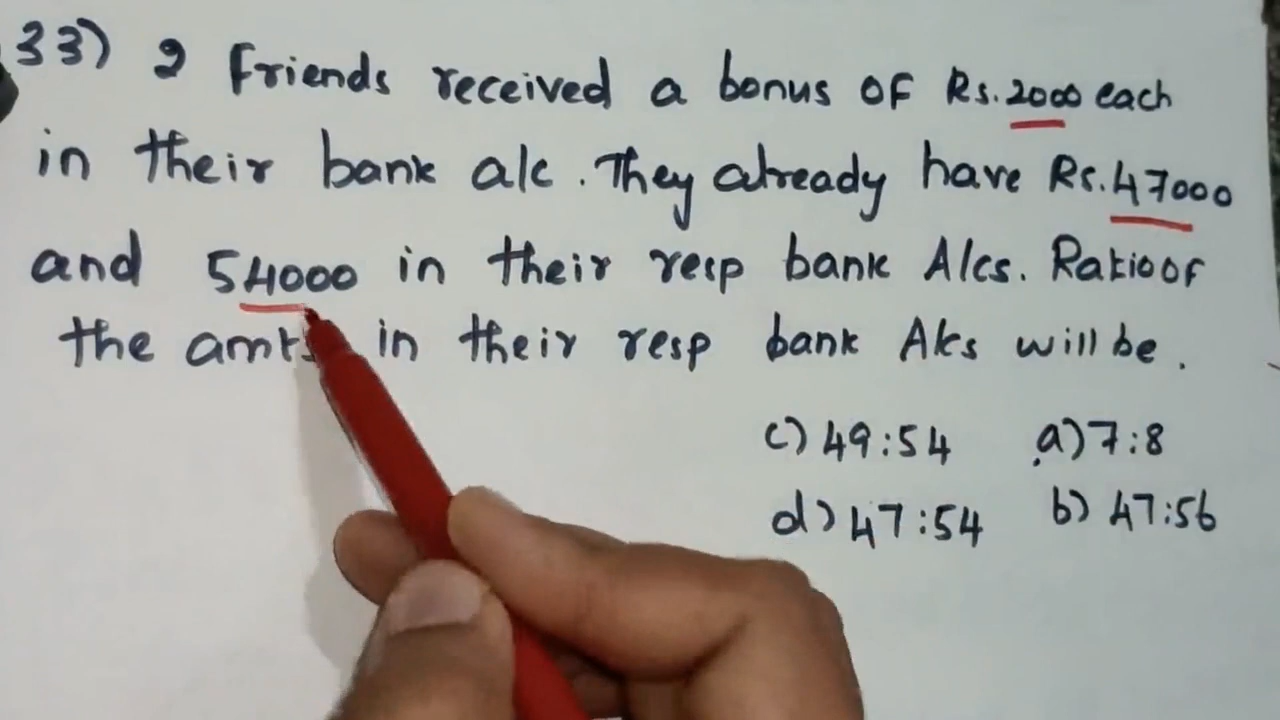 33) 2 Friends received a bonus of Rs.2000 each
in their bank a/c. They already have Rs.47000
and 54000 in their resp bank A/cs. Ratio of
the amts in their resp bank A/cs will be.
c) 49:54 a) 7:8
d) 47:54 b) 47:56